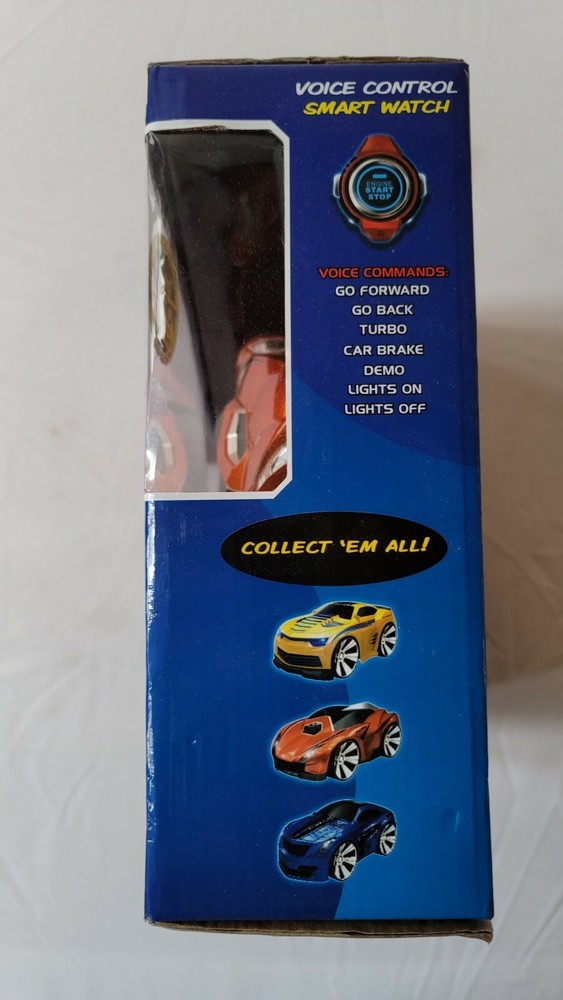 VOICE CONTROL
SMART WATCH
ENGINE
START
STOP
VOICE COMMANDS:
GO FORWARD
GO BACK
TURBO
CAR BRAKE
DEMO
LIGHTS ON
LIGHTS OFF
COLLECT 'EM ALL!